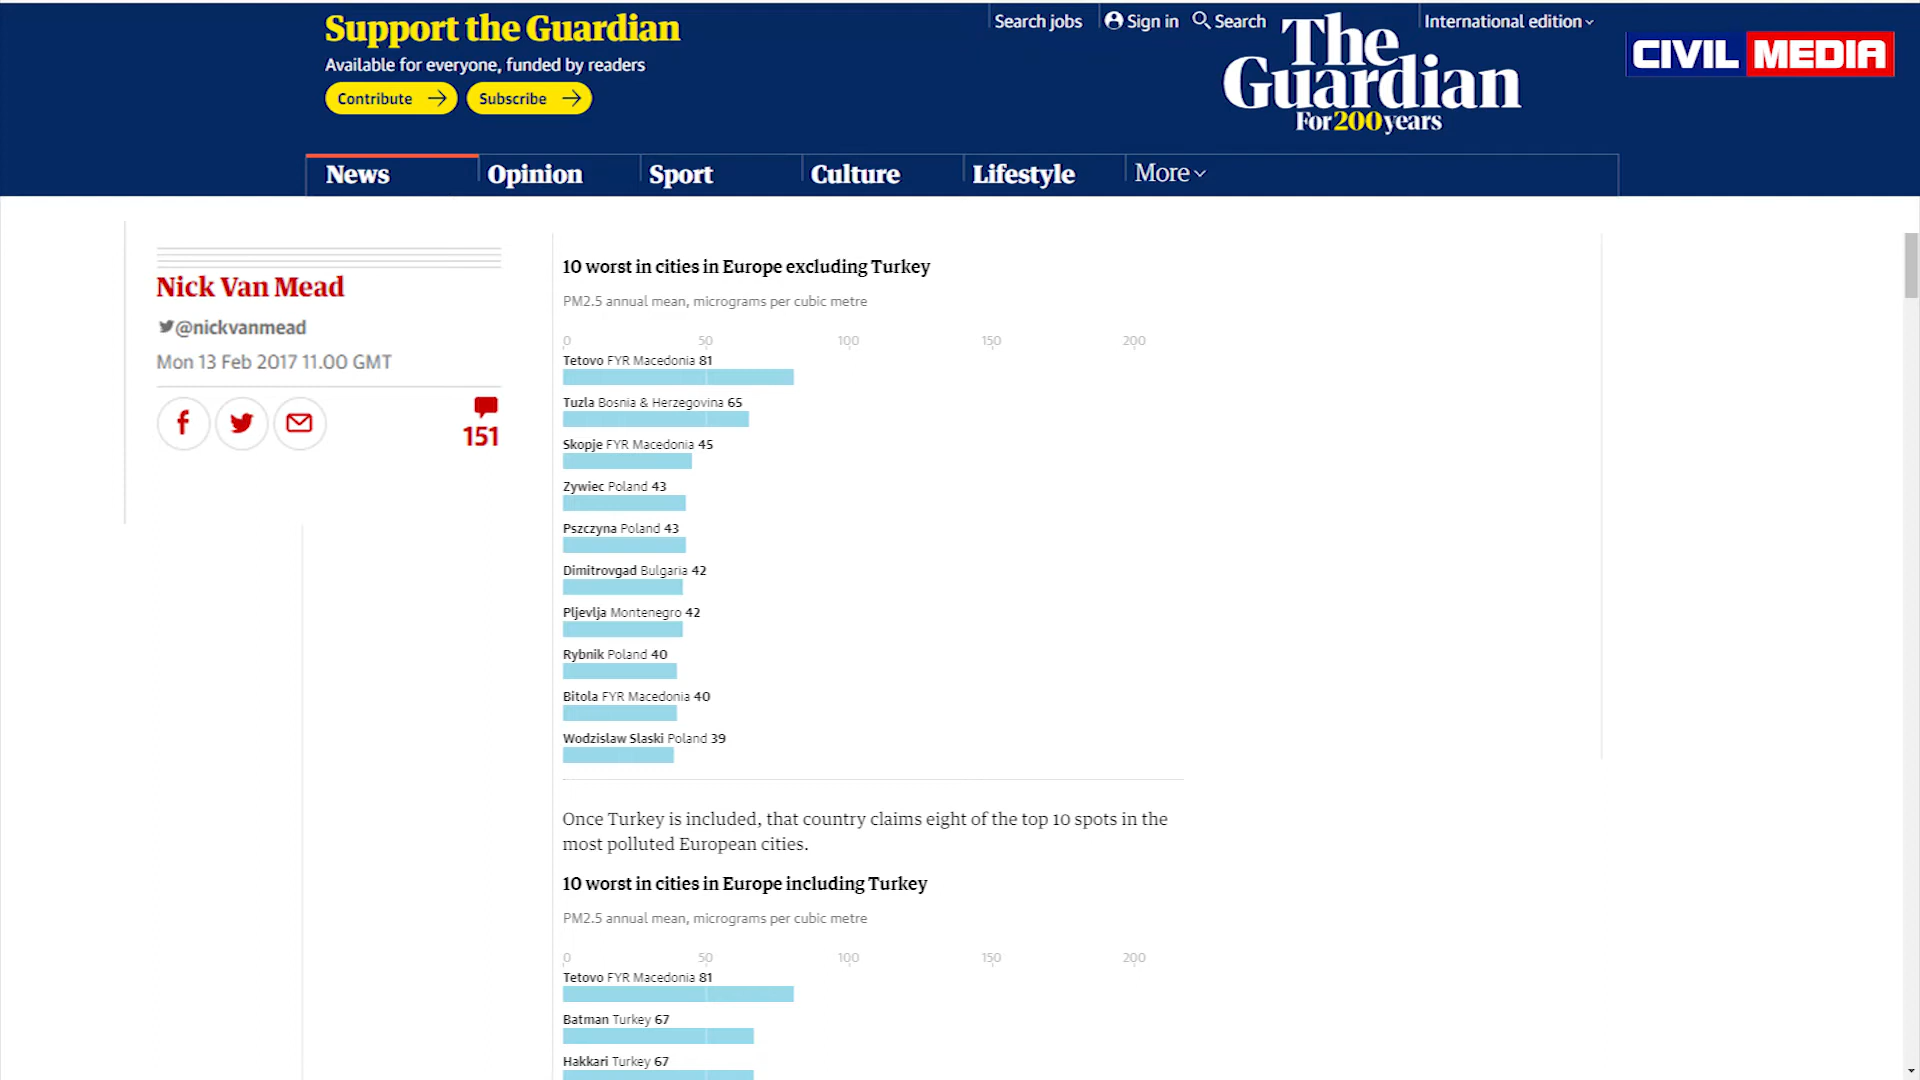 Support the Guardian
Available for everyone, funded by readers
Contribute
Subscribe
Search jobs
Sign in
Search
International edition
The
Guardian
For 200 years
CIVIL MEDIA
News
Opinion
Sport
Culture
Lifestyle
More
Nick Van Mead
@nickvanmead
Mon 13 Feb 2017 11.00 GMT
151
10 worst in cities in Europe excluding Turkey
PM2.5 annual mean, micrograms per cubic metre
0 50 100 150 200
Tetovo FYR Macedonia 81
Tuzla Bosnia & Herzegovina 65
Skopje FYR Macedonia 45
Zywiec Poland 43
Pszczyna Poland 43
Dimitrovgad Bulgaria 42
Pljevlja Montenegro 42
Rybnik Poland 40
Bitola FYR Macedonia 40
Wodzislaw Slaski Poland 39
Once Turkey is included, that country claims eight of the top 10 spots in the
most polluted European cities.
10 worst in cities in Europe including Turkey
PM2.5 annual mean, micrograms per cubic metre
0 50 100 150 200
Tetovo FYR Macedonia 81
Batman Turkey 67
Hakkari Turkey 67